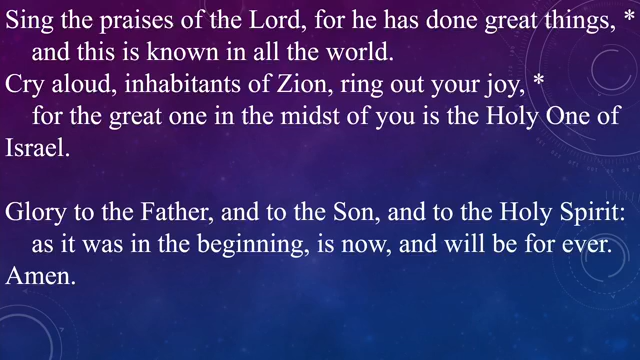 Sing the praises of the Lord, for he has done great things, *
and this is known in all the world.
Cry aloud, inhabitants of Zion, ring out your joy, *
for the great one in the midst of you is the Holy One of
Israel.
Glory to the Father, and to the Son, and to the Holy Spirit:
as it was in the beginning, is now, and will be for ever.
Amen.